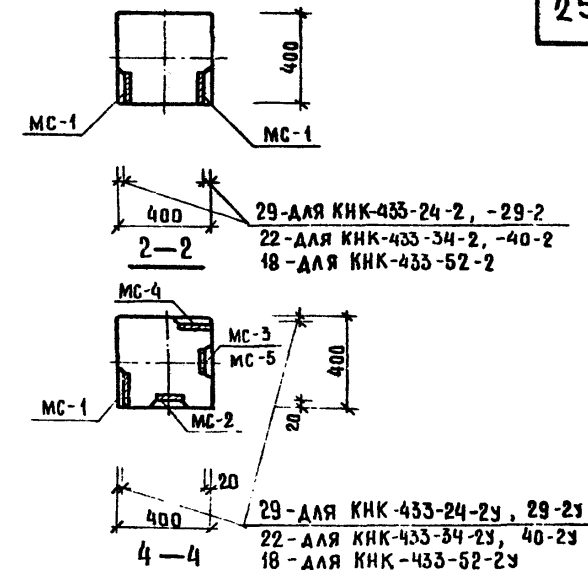 25
400
МС-1
МС-1
400
29-ДЛЯ КНК-433-24-2, -29-2
22-ДЛЯ КНК-433-34-2, -40-2
18-ДЛЯ КНК-433-52-2
2—2
МС-4
МС-3
МС-5
400
МС-1
МС-2
20
20
400
29-ДЛЯ КНК-433-24-2У, 29-2У
22-ДЛЯ КНК-433-34-2У, 40-2У
18-ДЛЯ КНК-433-52-2У
4—4